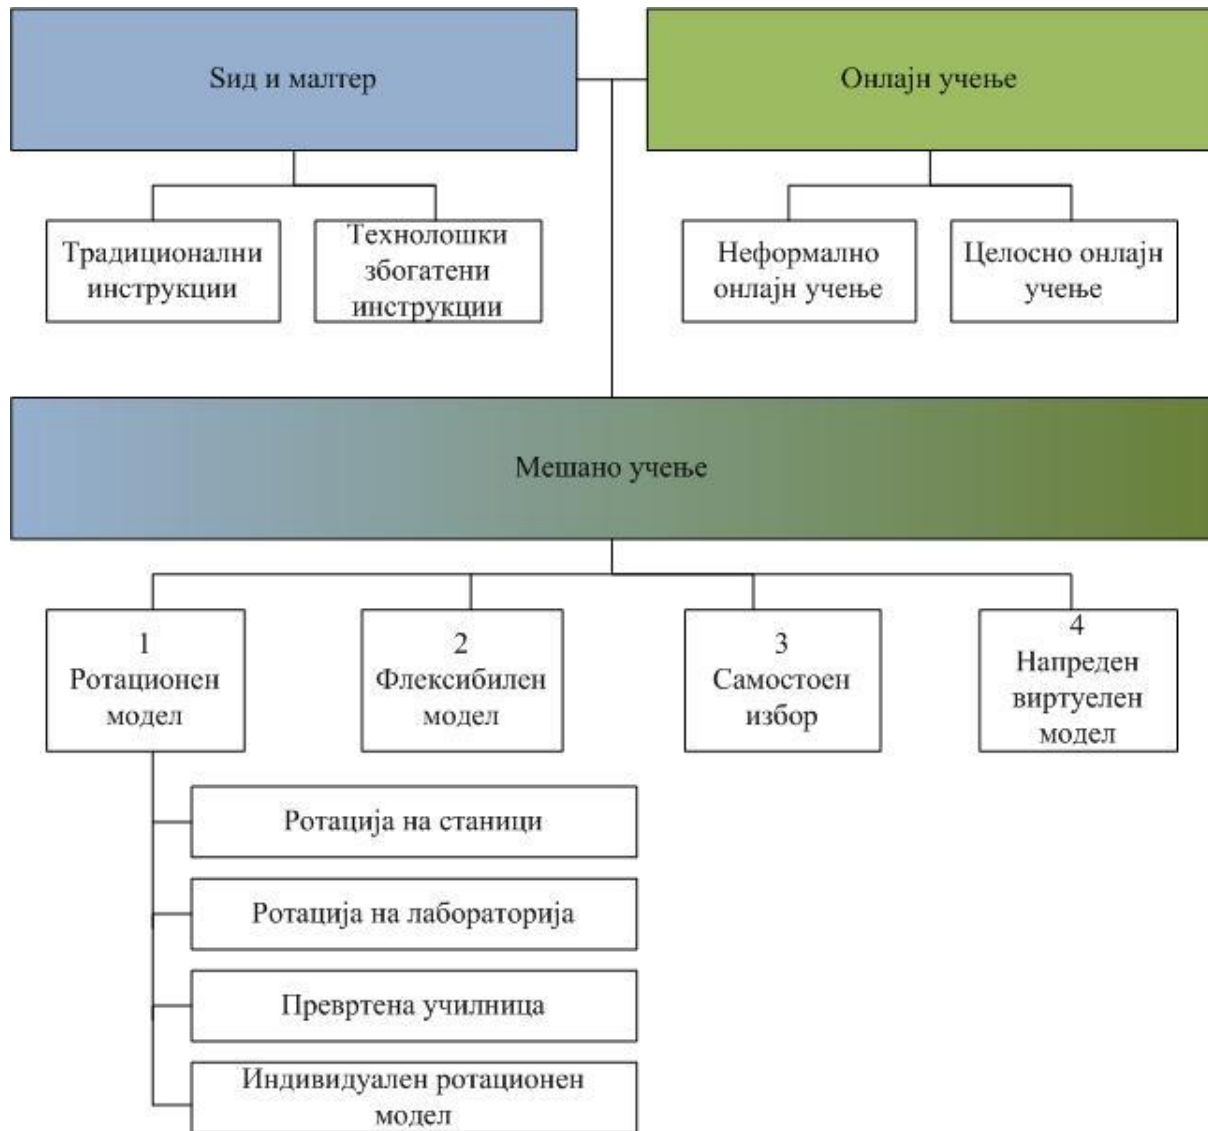 Ѕид и малтер
Онлајн учење
Традиционални
инструкции
Технолошки
збогатени
инструкции
Неформално
онлајн учење
Целосно онлајн
учење
Мешано учење
1
Ротационен
модел
2
Флексибилен
модел
3
Самостоен
избор
4
Напреден
виртуелен
модел
Ротација на станици
Ротација на лабораторија
Превртена училница
Индивидуален ротационен
модел